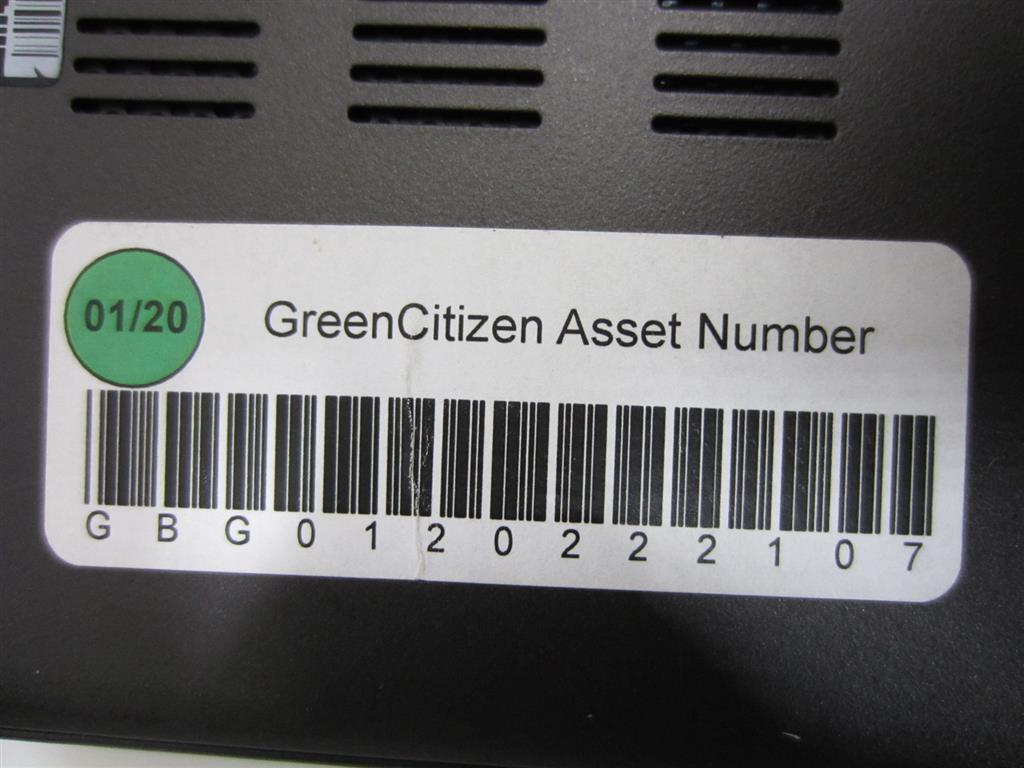 01/20
GreenCitizen Asset Number
GBG0120222107